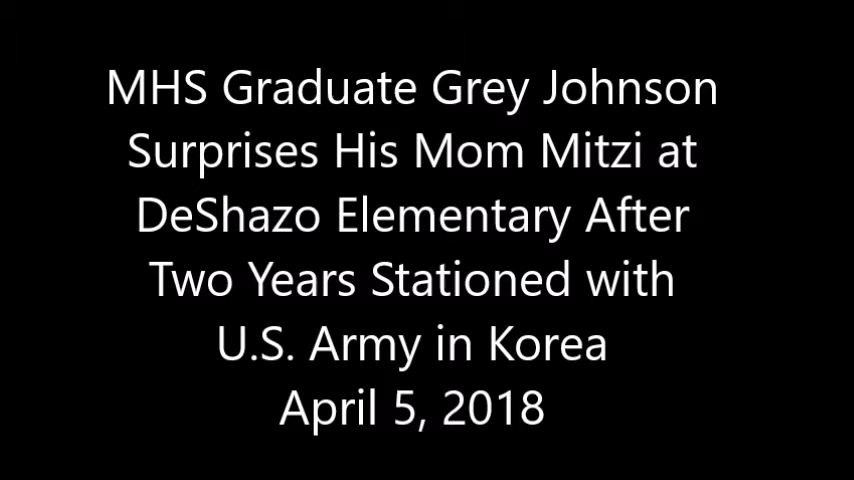 MHS Graduate Grey Johnson
Surprises His Mom Mitzi at
DeShazo Elementary After
Two Years Stationed with
U.S. Army in Korea
April 5, 2018